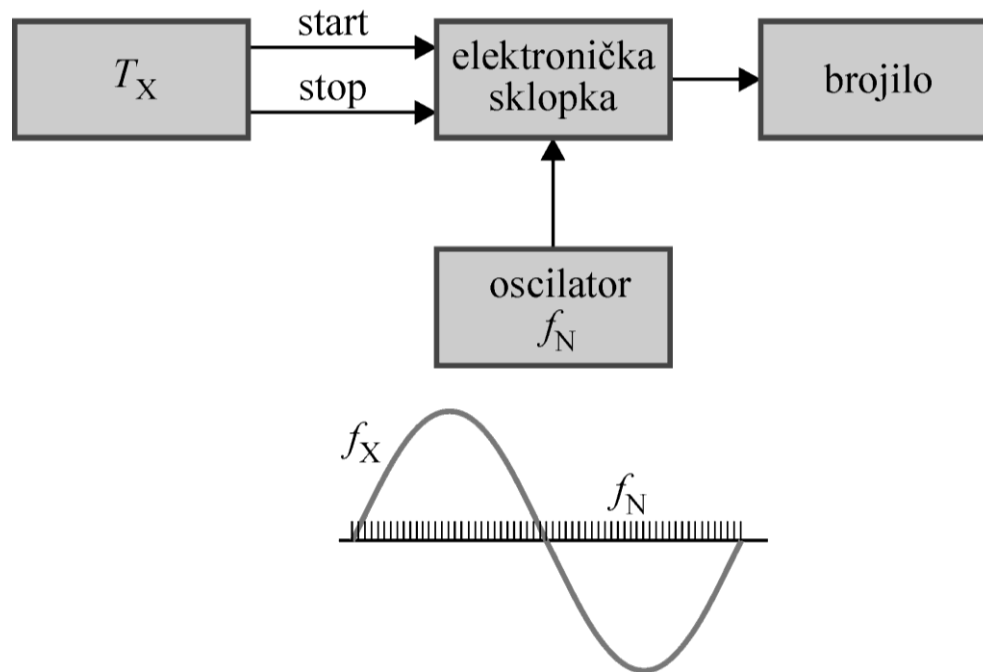 T_X
start
stop
elektronička
sklopka
brojilo
oscilator
f_N
f_X
f_N